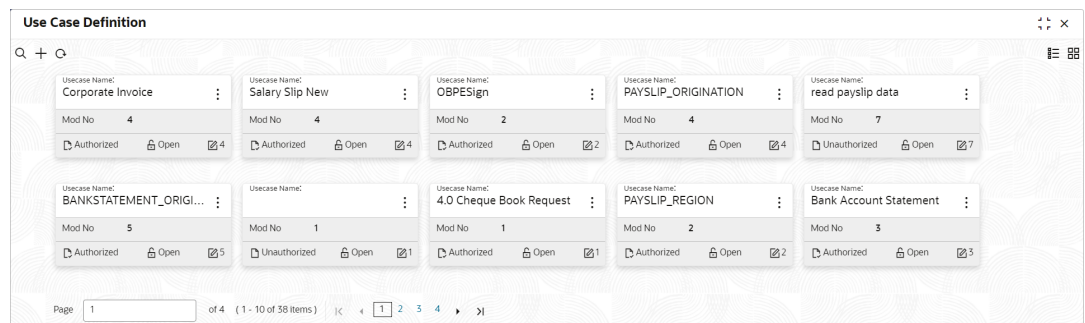 Use Case Definition
Usecase Name:
Corporate Invoice
Mod No 4
Authorized Open 4
Usecase Name:
Salary Slip New
Mod No 4
Authorized Open 4
Usecase Name:
OBPESign
Mod No 2
Authorized Open 2
Usecase Name:
PAYSLIP_ORIGINATION
Mod No 4
Authorized Open 4
Usecase Name:
read payslip data
Mod No 7
Unauthorized Open 7
Usecase Name:
BANKSTATEMENT_ORIGI...
Mod No 5
Authorized Open 5
Usecase Name:
Mod No 1
Unauthorized Open 1
Usecase Name:
4.0 Cheque Book Request
Mod No 1
Authorized Open 1
Usecase Name:
PAYSLIP_REGION
Mod No 2
Authorized Open 2
Usecase Name:
Bank Account Statement
Mod No 3
Authorized Open 3
Page 1 of 4 ( 1 - 10 of 38 items ) 1 2 3 4